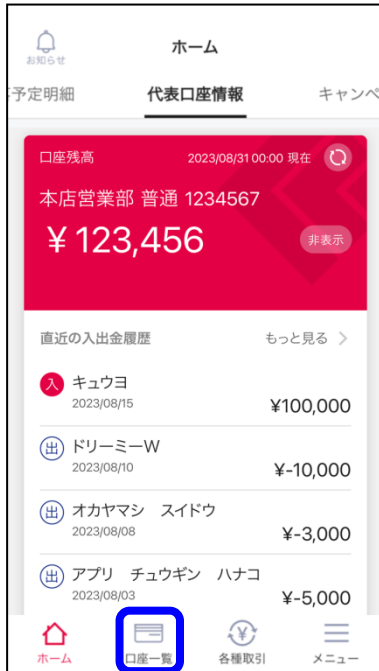 お知らせ
ホーム
予定明細 代表口座情報 キャンペ
口座残高 2023/08/31 00:00 現在
本店営業部 普通 1234567
¥ 123,456 非表示
直近の入出金履歴 もっと見る
入 キュウヨ
2023/08/15 ¥100,000
出 ドリーミーW
2023/08/10 ¥-10,000
出 オカヤマシ スイドウ
2023/08/08 ¥-3,000
出 アプリ チュウギン ハナコ
2023/08/03 ¥-5,000
ホーム 口座一覧 各種取引 メニュー